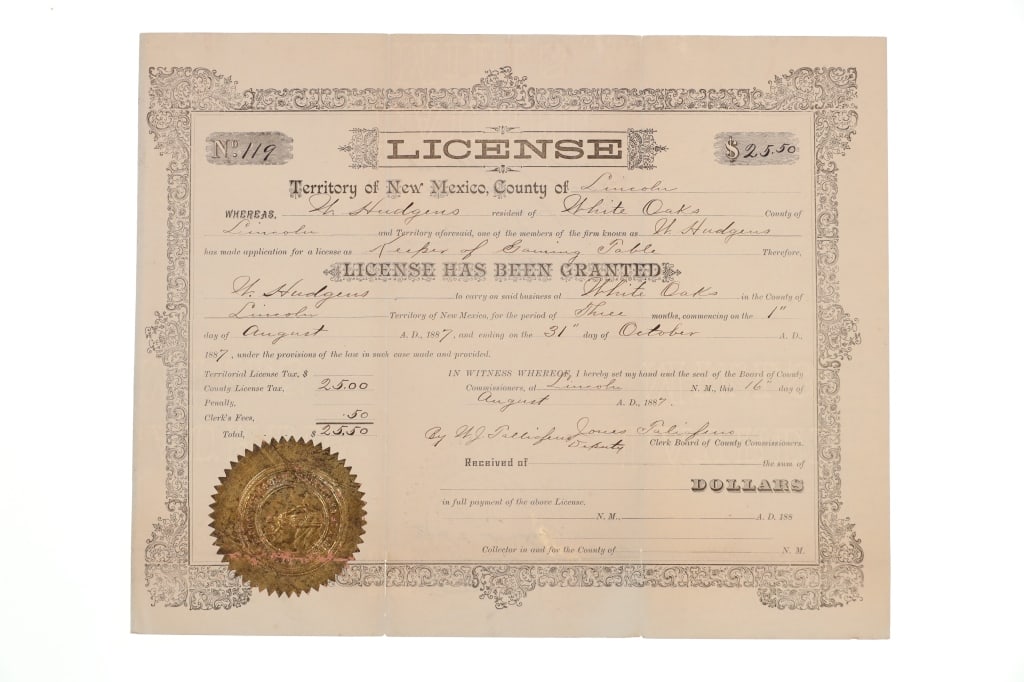 No. 119 LICENSE $25.50
Territory of New Mexico, County of Lincoln
WHEREAS, W. Hudgens resident of White Oaks County of
Lincoln and Territory aforesaid, one of the members of the firm known as W. Hudgens
has made application for a license as Keeper of Gaming Table Therefore,
LICENSE HAS BEEN GRANTED
W. Hudgens to carry on said business at White Oaks in the County of
Lincoln Territory of New Mexico, for the period of Three months, commencing on the 1"
day of August A. D., 1887, and ending on the 31" day of October A. D.,
1887, under the provisions of the law in such case made and provided.
Territorial License Tax, $
County License Tax, 25.00
Penalty,
Clerk's Fees, .50
Total, $ 25.50
IN WITNESS WHEREOF, I hereby set my hand and the seal of the Board of County
Commissioners, at Lincoln N. M., this 16" day of
August A. D., 1887.
By W. J. Jones
Deputy Clerk Board of County Commissioners.
Received of the sum of
DOLLARS
in full payment of the above License.
N. M., A. D. 188
Collector in and for the County of N. M.